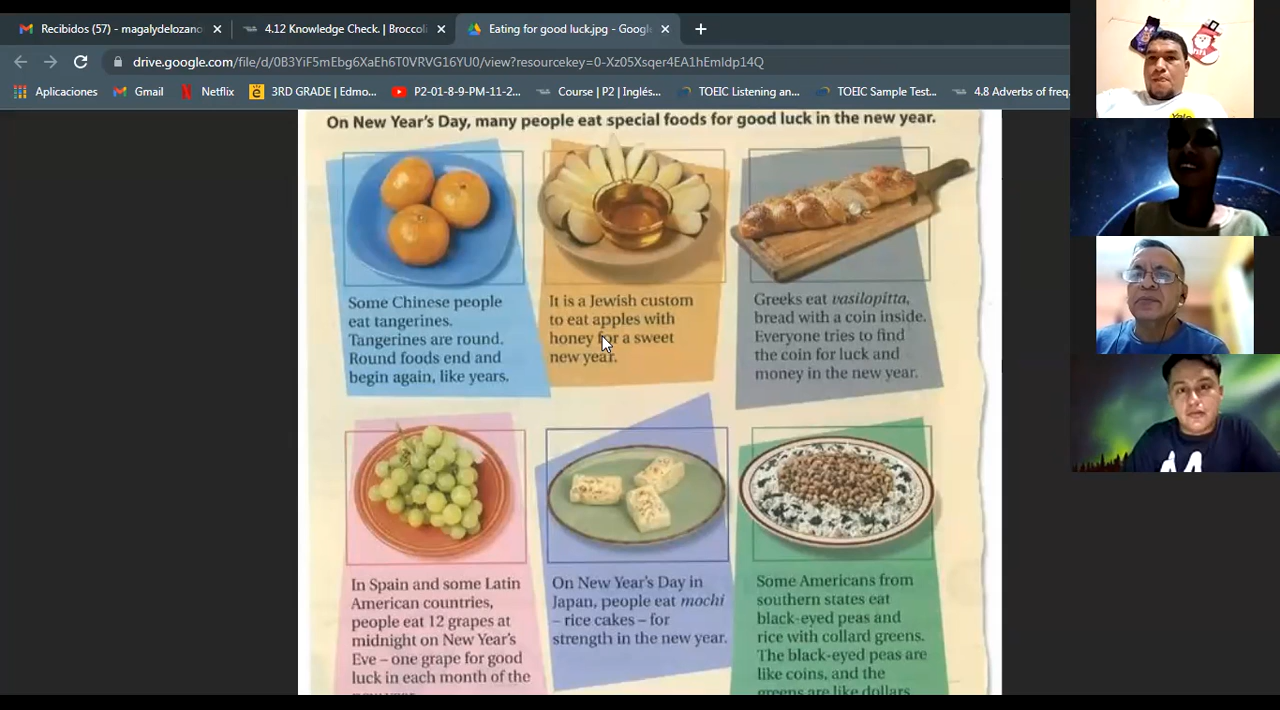 Recibidos (57) - magalydelozano
4.12 Knowledge Check. | Broccoli
Eating for good luck.jpg - Googl
drive.google.com/file/d/0B3YiF5mEbg6XaEh6T0VRVG16YU0/view?resourcekey=0-Xz05Xsqer4EA1hEmIdp14Q
Aplicaciones
Gmail
Netflix
3RD GRADE | Edmo...
P2-01-8-9-PM-11-2...
Course | P2 | Inglés...
TOEIC Listening an...
TOEIC Sample Test...
4.8 Adverbs of freq.
On New Year's Day, many people eat special foods for good luck in the new year.
Some Chinese people
eat tangerines.
Tangerines are round.
Round foods end and
begin again, like years.
It is a Jewish custom
to eat apples with
honey for a sweet
new year.
Greeks eat vasilopitta,
bread with a coin inside.
Everyone tries to find
the coin for luck and
money in the new year.
In Spain and some Latin
American countries,
people eat 12 grapes at
midnight on New Year's
Eve – one grape for good
luck in each month of the
On New Year's Day in
Japan, people eat mochi
– rice cakes – for
strength in the new year.
Some Americans from
southern states eat
black-eyed peas and
rice with collard greens.
The black-eyed peas are
like coins, and the
greens are like dollars